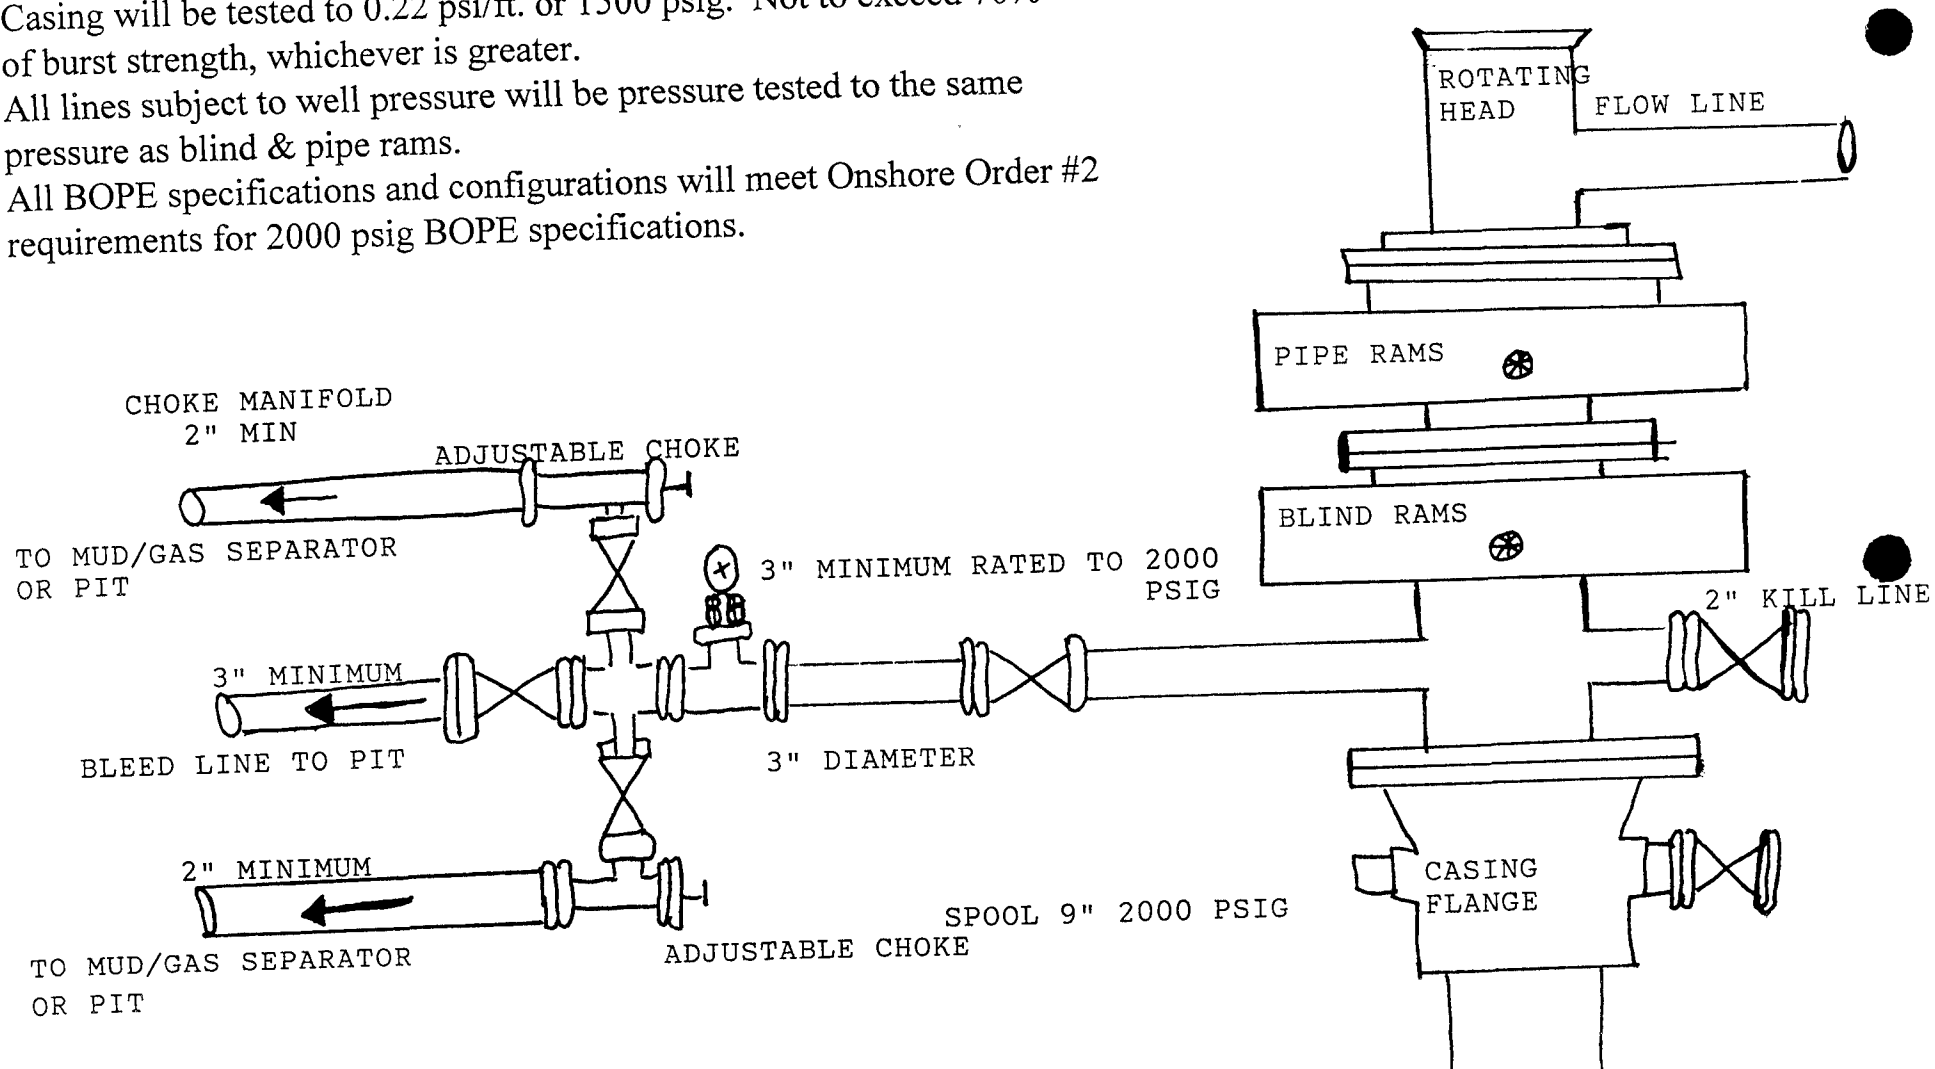 Casing will be tested to 0.22 psi/ft. or 1500 psig. Not to exceed 70%
of burst strength, whichever is greater.
All lines subject to well pressure will be pressure tested to the same
pressure as blind & pipe rams.
All BOPE specifications and configurations will meet Onshore Order #2
requirements for 2000 psig BOPE specifications.
ROTATING
HEAD
FLOW LINE
PIPE RAMS
CHOKE MANIFOLD
2" MIN
ADJUSTABLE CHOKE
BLIND RAMS
TO MUD/GAS SEPARATOR
OR PIT
3" MINIMUM RATED TO 2000
PSIG
2" KILL LINE
3" MINIMUM
BLEED LINE TO PIT
3" DIAMETER
2" MINIMUM
CASING
FLANGE
SPOOL 9" 2000 PSIG
ADJUSTABLE CHOKE
TO MUD/GAS SEPARATOR
OR PIT